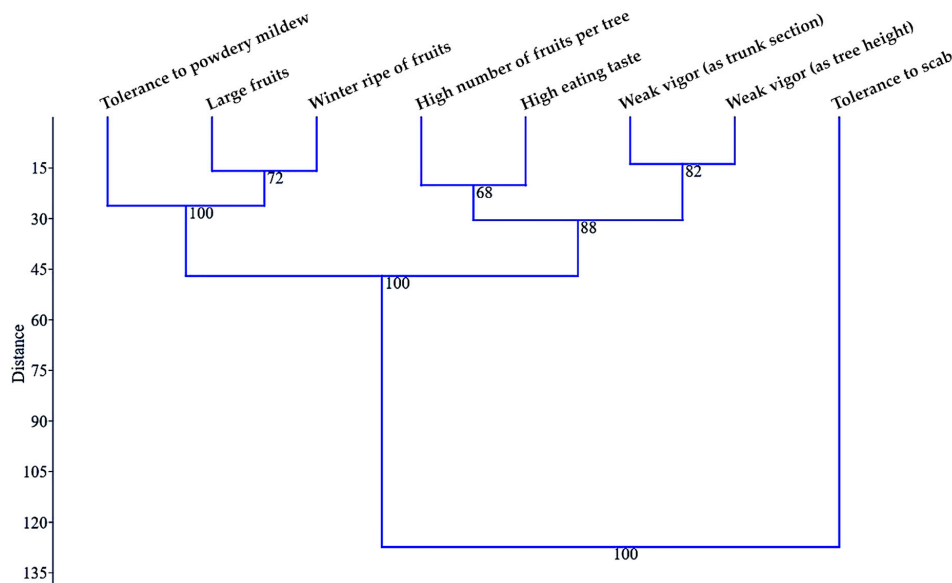 Tolerance to powdery mildew
Large fruits
Winter ripe of fruits
High number of fruits per tree
High eating taste
Weak vigor (as trunk section)
Weak vigor (as tree height)
Tolerance to scab
15
30
45
60
75
90
105
120
135
Distance
72
100
68
82
88
100
100